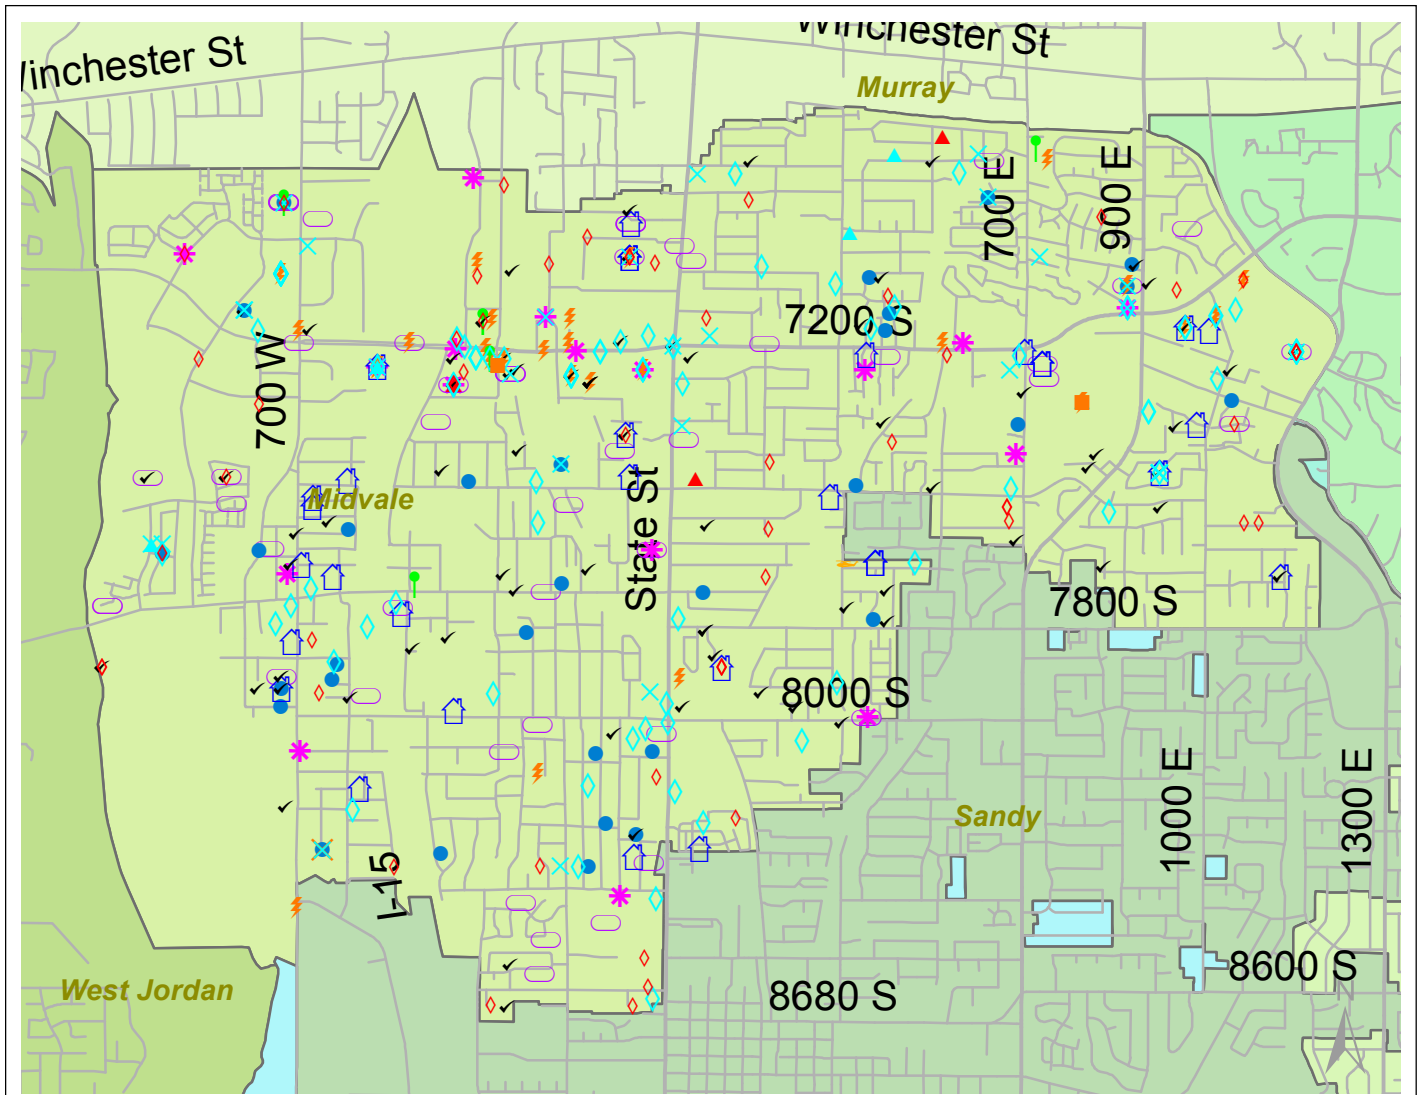 Winchester St
Winchester St
Murray
700 E
900 E
7200 S
700 W
Midvale
State St
7800 S
8000 S
1000 E
1300 E
Sandy
I-15
8600 S
West Jordan
8680 S